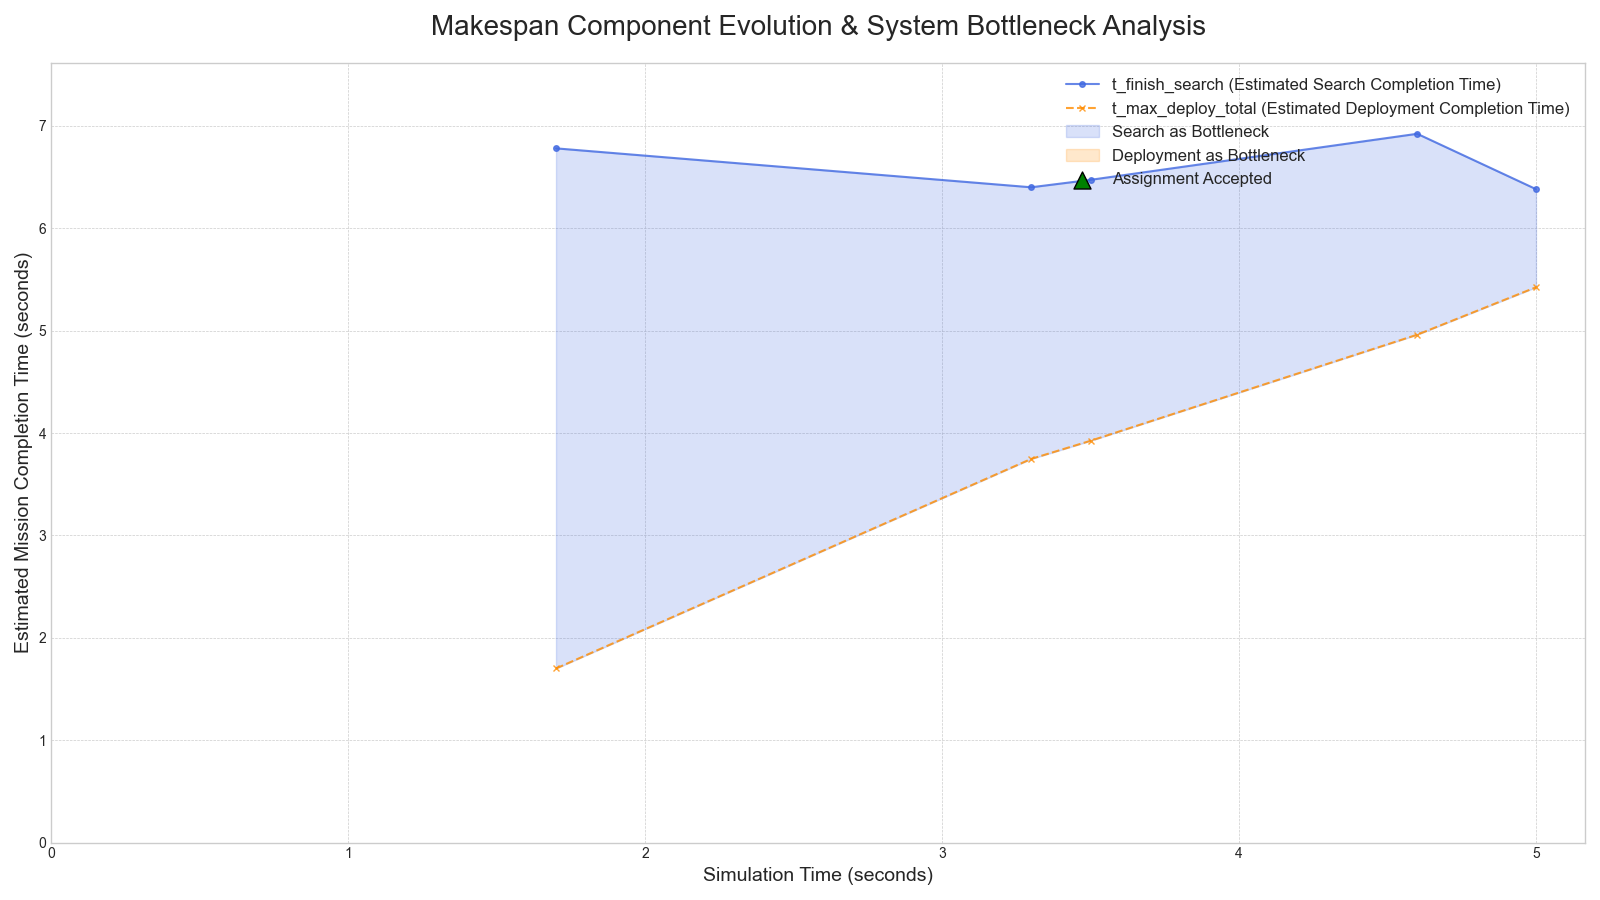 Makespan Component Evolution & System Bottleneck Analysis
t_finish_search (Estimated Search Completion Time)
t_max_deploy_total (Estimated Deployment Completion Time)
Search as Bottleneck
Deployment as Bottleneck
Assignment Accepted
Estimated Mission Completion Time (seconds)
7
6
5
4
3
2
1
0
0 1 2 3 4 5
Simulation Time (seconds)